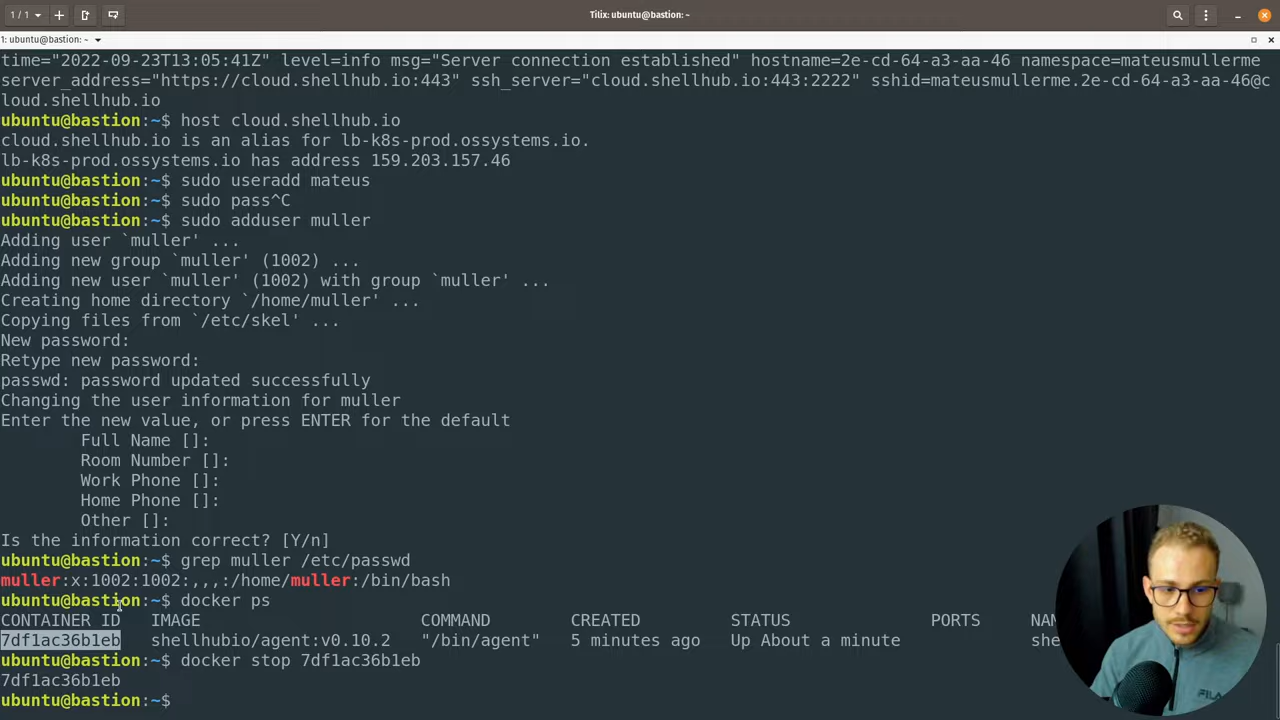 1 / 1
Tilix: ubuntu@bastion: ~
1: ubuntu@bastion: ~
time="2022-09-23T13:05:41Z" level=info msg="Server connection established" hostname=2e-cd-64-a3-aa-46 namespace=mateusmullerme
server_address="https://cloud.shellhub.io:443" ssh_server="cloud.shellhub.io:443:2222" sshid=mateusmullerme.2e-cd-64-a3-aa-46@c
loud.shellhub.io
ubuntu@bastion:~$ host cloud.shellhub.io
cloud.shellhub.io is an alias for lb-k8s-prod.ossystems.io.
lb-k8s-prod.ossystems.io has address 159.203.157.46
ubuntu@bastion:~$ sudo useradd mateus
ubuntu@bastion:~$ sudo pass^C
ubuntu@bastion:~$ sudo adduser muller
Adding user `muller' ...
Adding new group `muller' (1002) ...
Adding new user `muller' (1002) with group `muller' ...
Creating home directory `/home/muller' ...
Copying files from `/etc/skel' ...
New password:
Retype new password:
passwd: password updated successfully
Changing the user information for muller
Enter the new value, or press ENTER for the default
Full Name []:
Room Number []:
Work Phone []:
Home Phone []:
Other []:
Is the information correct? [Y/n]
ubuntu@bastion:~$ grep muller /etc/passwd
muller:x:1002:1002:,,,:/home/muller:/bin/bash
ubuntu@bastion:~$ docker ps
CONTAINER ID IMAGE COMMAND CREATED STATUS PORTS NA
7df1ac36b1eb shellhubio/agent:v0.10.2 "/bin/agent" 5 minutes ago Up About a minute she
ubuntu@bastion:~$ docker stop 7df1ac36b1eb
7df1ac36b1eb
ubuntu@bastion:~$
FILA